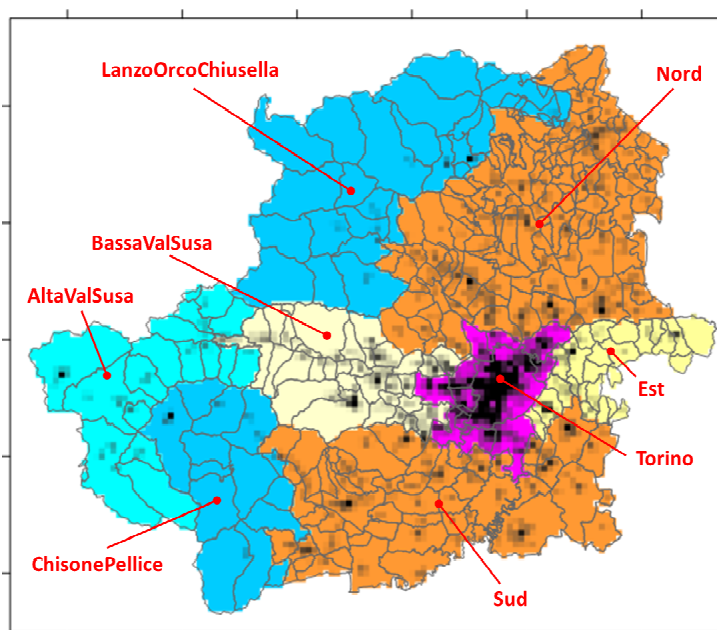 LanzoOrcoChiusella
Nord
BassaValSusa
AltaValSusa
Est
Torino
ChisonePellice
Sud